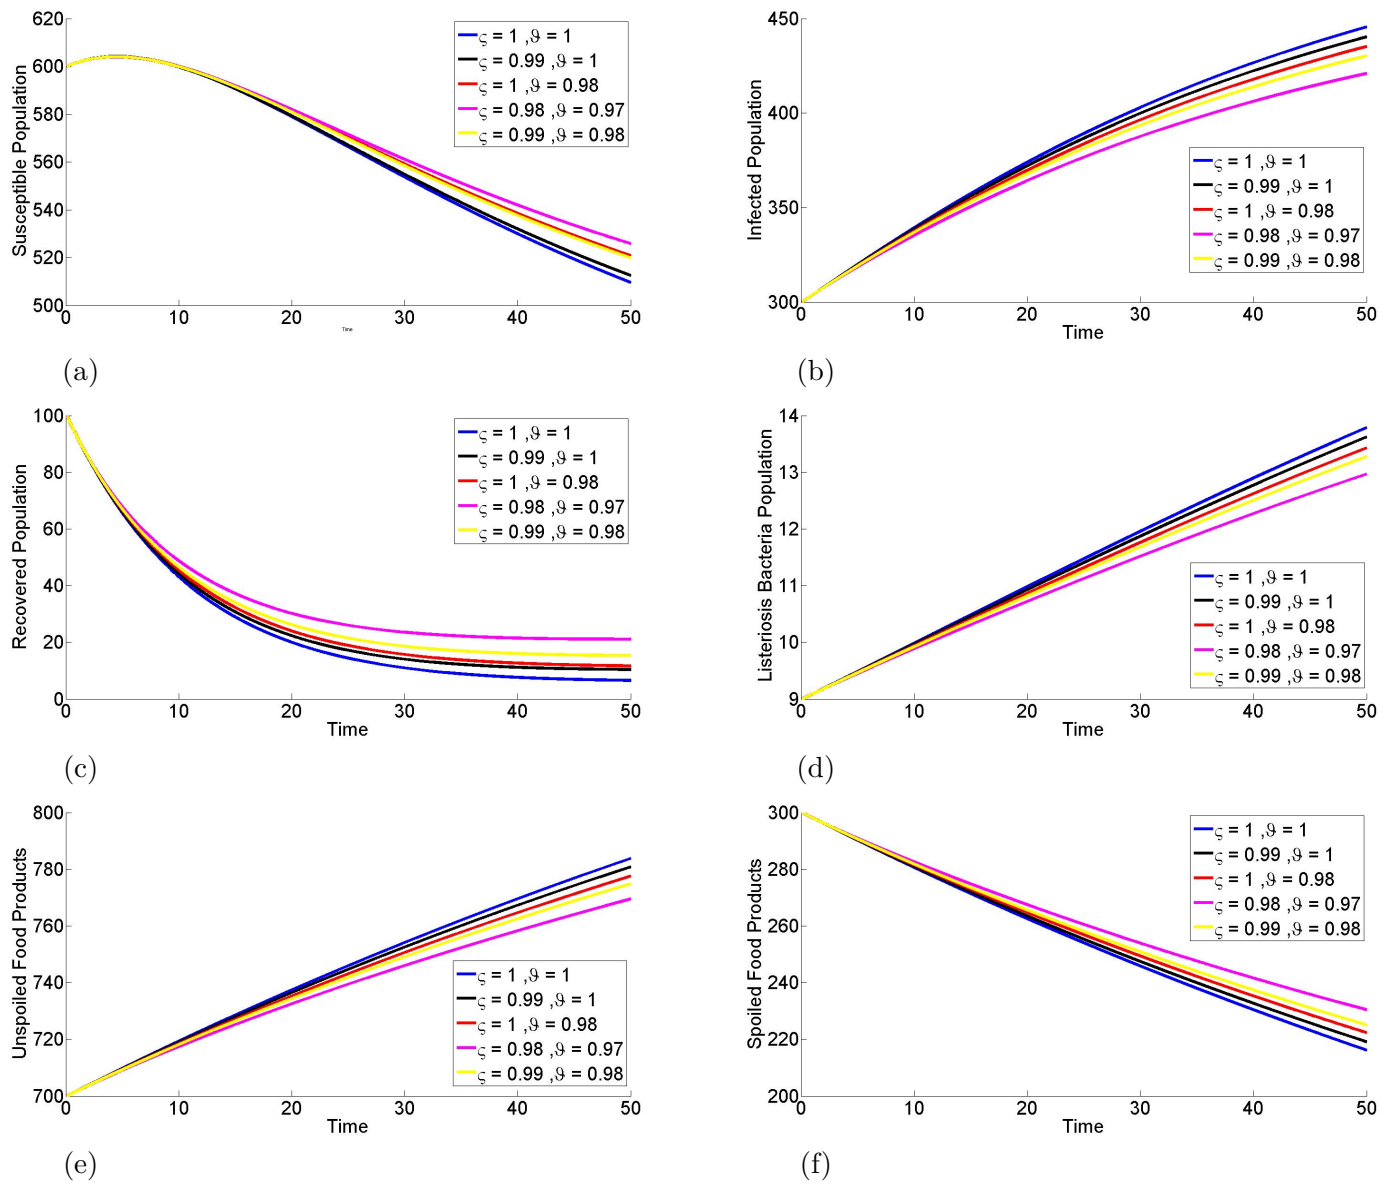 620
600
580
560
540
520
500
0
10
20
30
40
50
Susceptible Population
Time
ς = 1 ,ϑ = 1
ς = 0.99 ,ϑ = 1
ς = 1 ,ϑ = 0.98
ς = 0.98 ,ϑ = 0.97
ς = 0.99 ,ϑ = 0.98
(a)
450
400
350
300
0
10
20
30
40
50
Infected Population
Time
ς = 1 ,ϑ = 1
ς = 0.99 ,ϑ = 1
ς = 1 ,ϑ = 0.98
ς = 0.98 ,ϑ = 0.97
ς = 0.99 ,ϑ = 0.98
(b)
100
80
60
40
20
0
0
10
20
30
40
50
Recovered Population
Time
ς = 1 ,ϑ = 1
ς = 0.99 ,ϑ = 1
ς = 1 ,ϑ = 0.98
ς = 0.98 ,ϑ = 0.97
ς = 0.99 ,ϑ = 0.98
(c)
14
13
12
11
10
9
0
10
20
30
40
50
Listeriosis Bacteria Population
Time
ς = 1 ,ϑ = 1
ς = 0.99 ,ϑ = 1
ς = 1 ,ϑ = 0.98
ς = 0.98 ,ϑ = 0.97
ς = 0.99 ,ϑ = 0.98
(d)
800
780
760
740
720
700
0
10
20
30
40
50
Unspoiled Food Products
Time
ς = 1 ,ϑ = 1
ς = 0.99 ,ϑ = 1
ς = 1 ,ϑ = 0.98
ς = 0.98 ,ϑ = 0.97
ς = 0.99 ,ϑ = 0.98
(e)
300
280
260
240
220
200
0
10
20
30
40
50
Spoiled Food Products
Time
ς = 1 ,ϑ = 1
ς = 0.99 ,ϑ = 1
ς = 1 ,ϑ = 0.98
ς = 0.98 ,ϑ = 0.97
ς = 0.99 ,ϑ = 0.98
(f)